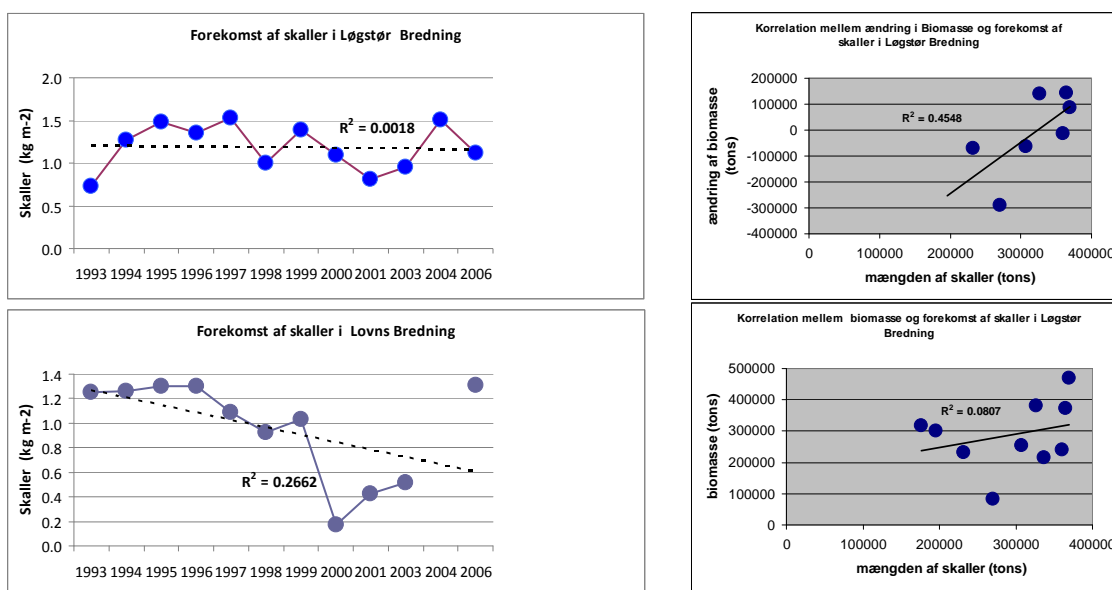 Forekomst af skaller i Løgstør Bredning
Skaller (kg m-2)
2.0
1.5
1.0
0.5
0.0
R² = 0.0018
1993 1994 1995 1996 1997 1998 1999 2000 2001 2003 2004 2006
Korrelation mellem ändring i Biomasse og forekomst af
skaller i Løgstør Bredning
ændring af biomasse
(tons)
200000
100000
0
-100000
-200000
-300000
-400000
R² = 0.4548
0 100000 200000 300000 400000
mængden af skaller (tons)
Forekomst af skaller i Lovns Bredning
Skaller (kg m-2)
1.4
1.2
1.0
0.8
0.6
0.4
0.2
0.0
R² = 0.2662
1993 1994 1995 1996 1997 1998 1999 2000 2001 2003 2004 2006
Korrelation mellem biomasse og forekomst af skaller i Løgstør
Bredning
biomasse (tons)
500000
400000
300000
200000
100000
0
R² = 0.0807
0 100000 200000 300000 400000
mængden af skaller (tons)